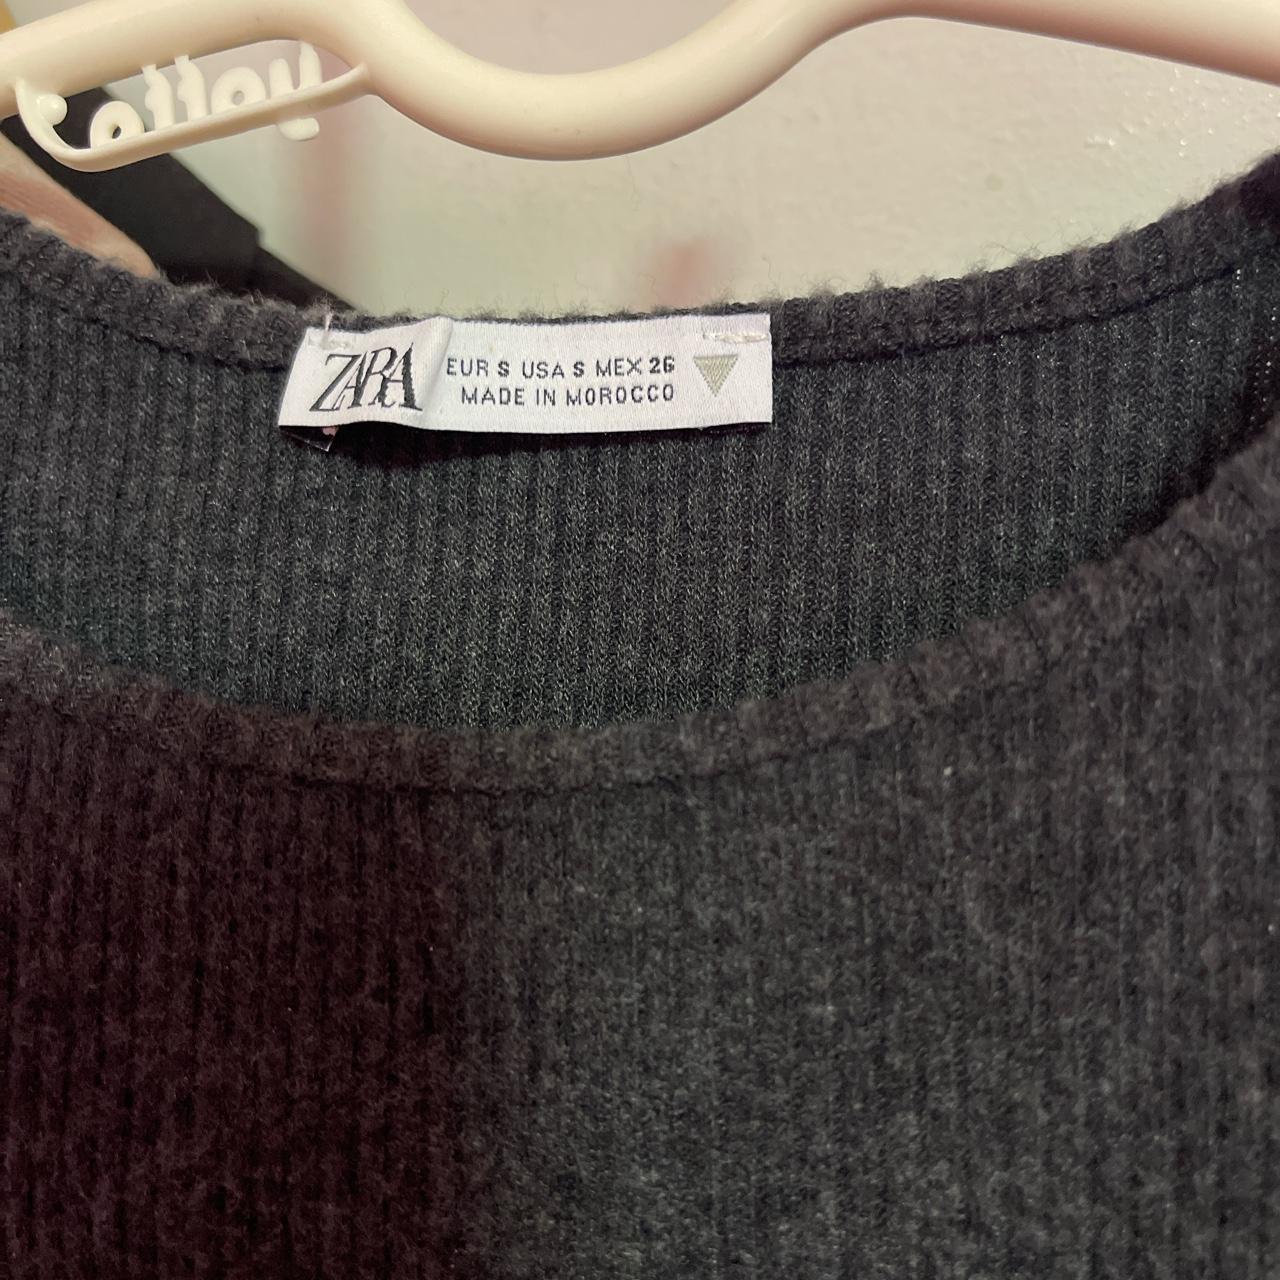 ZARA
EUR S USA S MEX 26
MADE IN MOROCCO